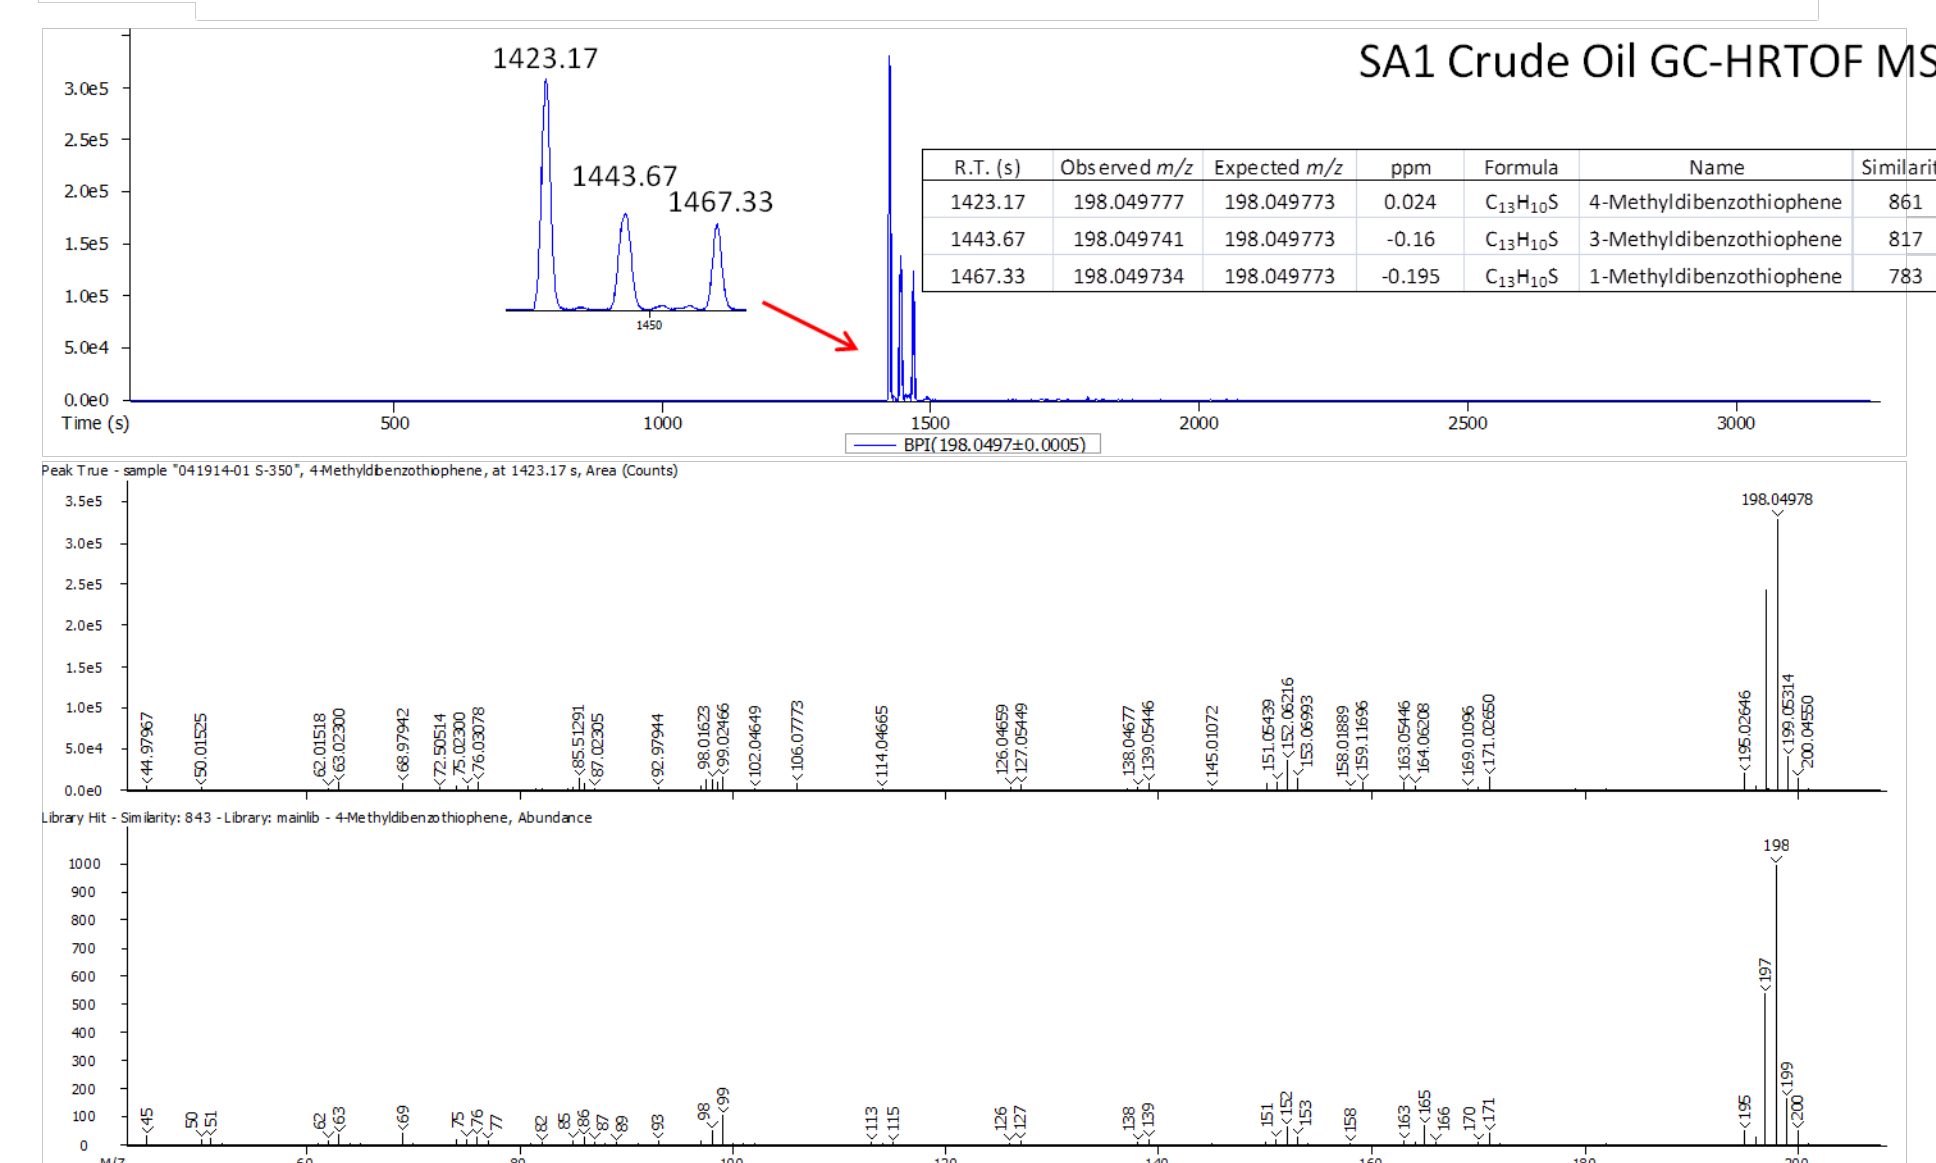 SA1 Crude Oil GC-HRTOF MS
1423.17
1443.67
1467.33
1450
3.0e5
2.5e5
2.0e5
1.5e5
1.0e5
5.0e4
0.0e0
R.T. (s) Observed m/z Expected m/z ppm Formula Name Similarit
1423.17 198.049777 198.049773 0.024 C₁₃H₁₀S 4-Methyldibenzothiophene 861
1443.67 198.049741 198.049773 -0.16 C₁₃H₁₀S 3-Methyldibenzothiophene 817
1467.33 198.049734 198.049773 -0.195 C₁₃H₁₀S 1-Methyldibenzothiophene 783
Time (s) 500 1000 1500 2000 2500 3000
BPI(198.0497±0.0005)
Peak True - sample "041914-01 S-350", 4-Methyldibenzothiophene, at 1423.17 s, Area (Counts)
3.5e5
3.0e5
2.5e5
2.0e5
1.5e5
1.0e5
5.0e4
0.0e0
44.97967 50.01525 62.01518 63.02300 68.97942 72.50514 75.02300 76.03078 85.51291 87.02305 92.97944 98.01623 99.02466 102.04649 106.07773 114.04665 126.04659 127.05449 138.04677 139.05446 145.01072 151.05439 152.06216 153.06993 158.01889 159.11696 163.05446 164.06208 169.01096 171.02650 195.02646 198.04978 199.05314 200.04550
Library Hit - Similarity: 843 - Library: mainlib - 4-Methyldibenzothiophene, Abundance
1000
900
800
700
600
500
400
300
200
100
0
45 50 51 62 63 69 75 76 77 82 85 86 87 89 93 98 99 113 115 126 127 138 139 151 152 153 158 163 165 166 170 171 195 197 198 199 200
M/Z 60 80 100 120 140 160 180 200